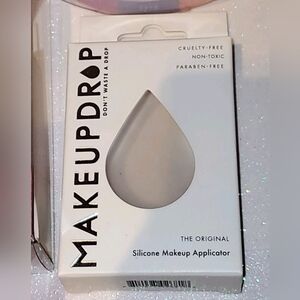 MAKEUPDROP
DON'T WASTE A DROP
CRUELTY-FREE
NON-TOXIC
PARABEN-FREE
THE ORIGINAL
Silicone Makeup Applicator